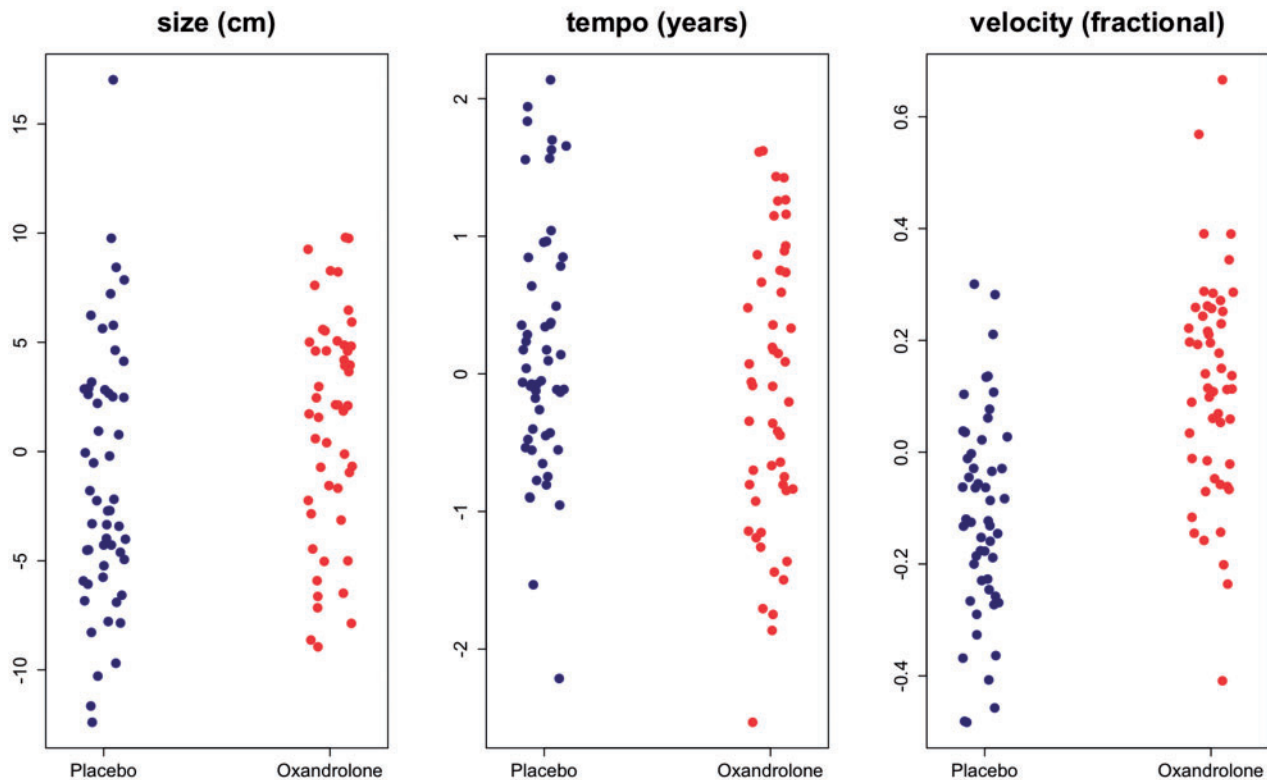 size (cm)
15
10
5
0
-5
-10
Placebo
Oxandrolone
tempo (years)
2
1
0
-1
-2
Placebo
Oxandrolone
velocity (fractional)
0.6
0.4
0.2
0.0
-0.2
-0.4
Placebo
Oxandrolone